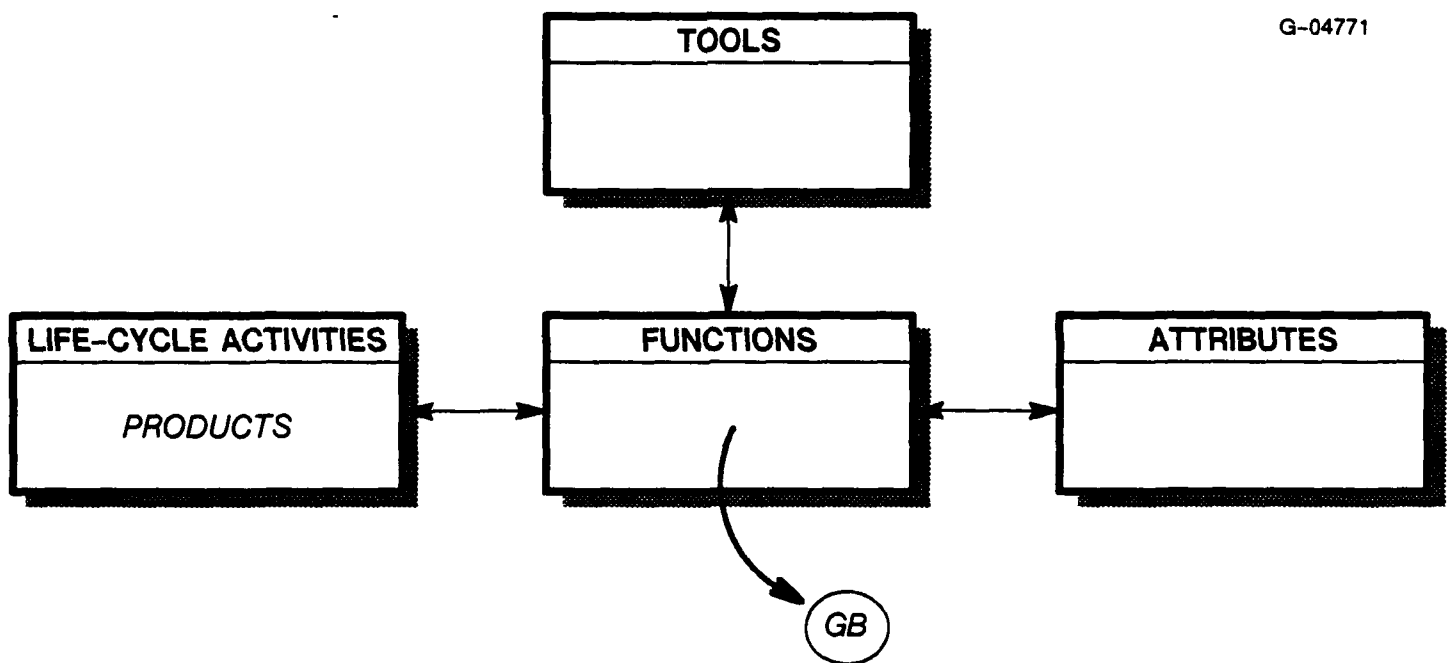 G-04771
TOOLS
LIFE-CYCLE ACTIVITIES
FUNCTIONS
ATTRIBUTES
PRODUCTS
GB